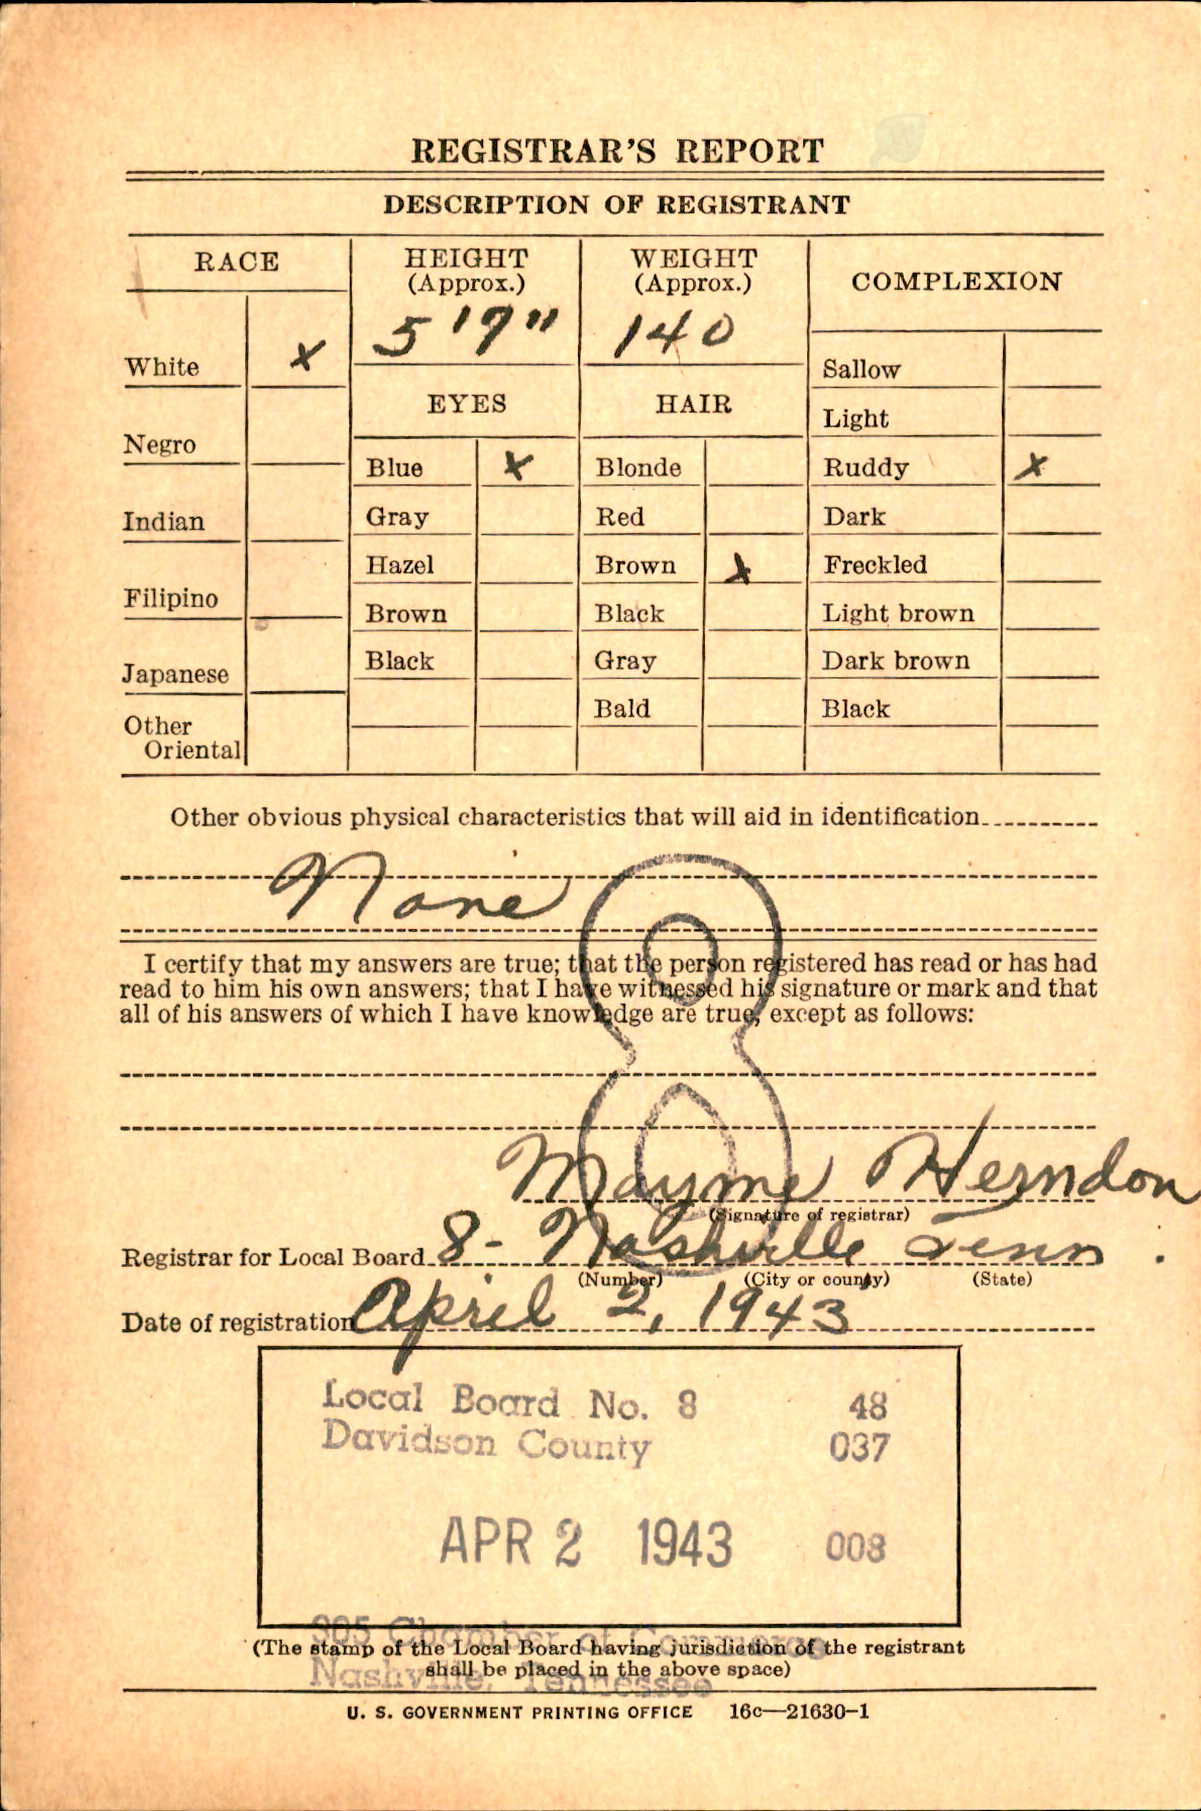 REGISTRAR'S REPORT
DESCRIPTION OF REGISTRANT
RACE
HEIGHT
(Approx.)
WEIGHT
(Approx.)
COMPLEXION
5'7" 140
White X
Sallow
EYES
HAIR
Light
Negro
Blue X
Blonde
Ruddy X
Indian
Gray
Red
Dark
Hazel
Brown X
Freckled
Filipino
Brown
Black
Light brown
Japanese
Black
Gray
Dark brown
Other
Oriental
Bald
Black
Other obvious physical characteristics that will aid in identification
None
8
I certify that my answers are true; that the person registered has read or has had
read to him his own answers; that I have witnessed his signature or mark and that
all of his answers of which I have knowledge are true, except as follows:
Mayme Herndon
(Signature of registrar)
Registrar for Local Board 8- Nashville Tenn.
(Number) (City or county) (State)
Date of registration April 2, 1943
Local Board No. 8 48
Davidson County 037
APR 2 1943 008
305 Chamber of Commerce
(The stamp of the Local Board having jurisdiction of the registrant
shall be placed in the above space)
Nashville, Tennessee
U. S. GOVERNMENT PRINTING OFFICE 16c—21630-1